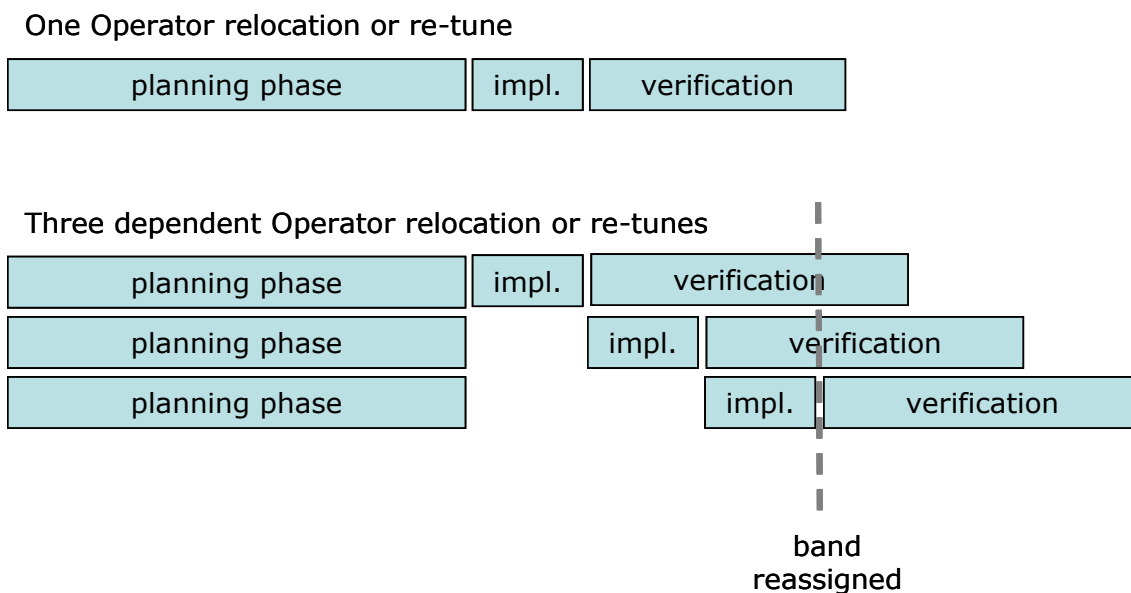 One Operator relocation or re-tune
planning phase impl. verification
Three dependent Operator relocation or re-tunes
planning phase impl. verification
planning phase impl. verification
planning phase impl. verification
band
reassigned